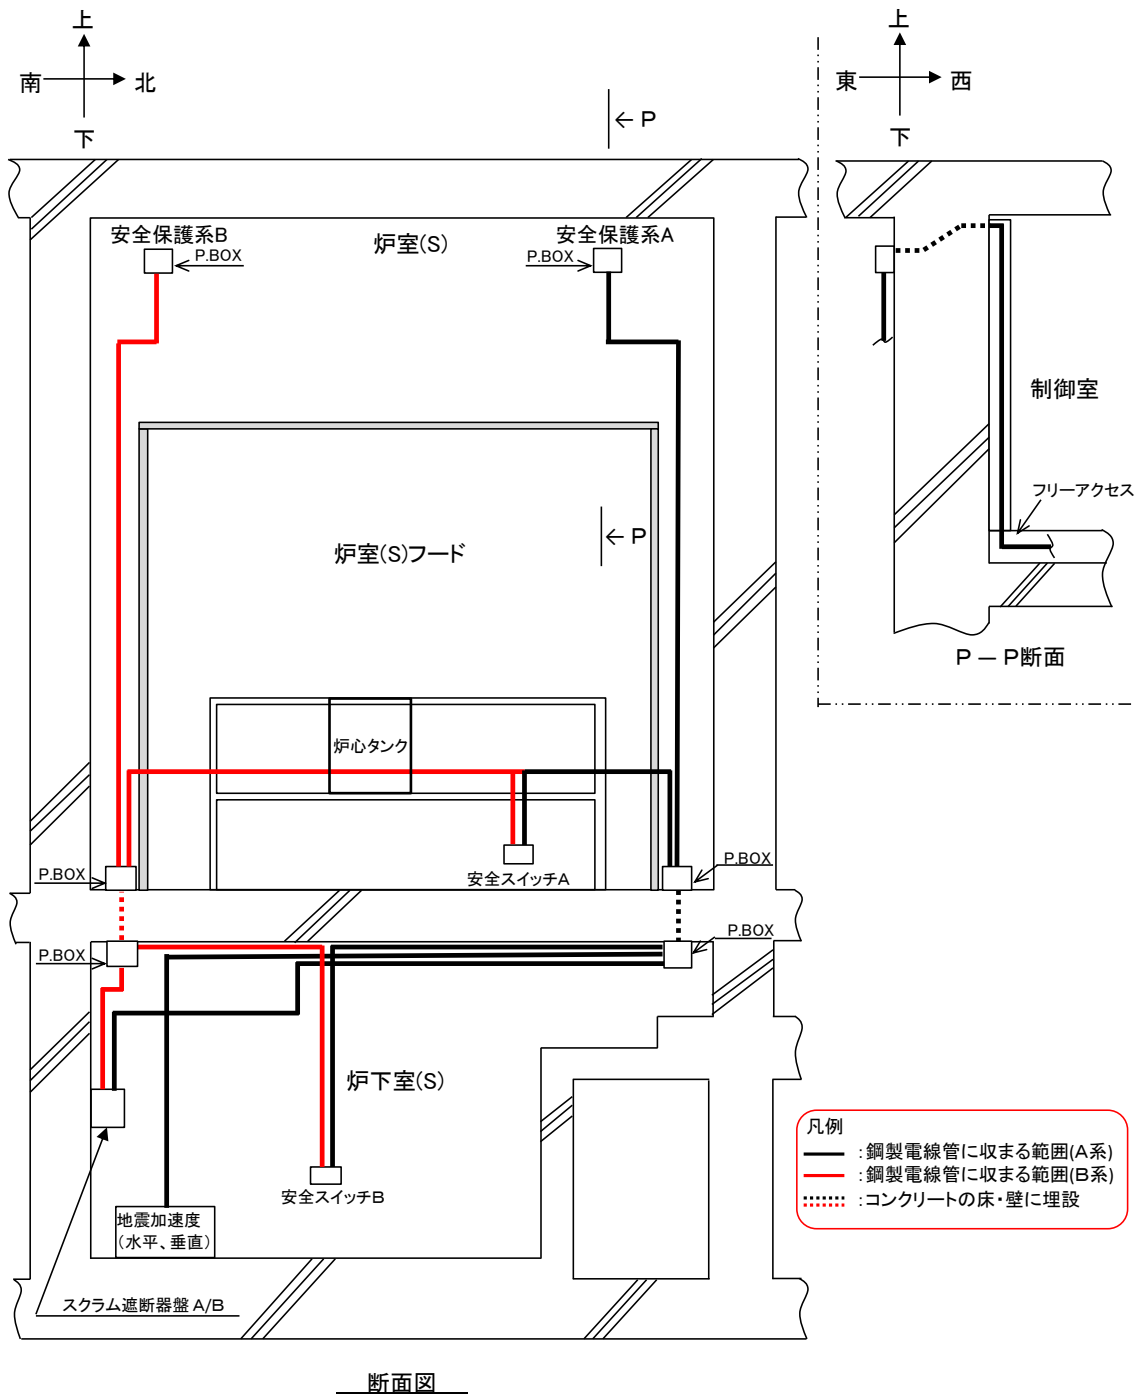 上
南 北
下
←P
上
東 西
下
安全保護系B
P.BOX
炉室(S)
安全保護系A
P.BOX
制御室
フリーアクセス
P－P断面
炉室(S)フード
←P
炉心タンク
安全スイッチA
P.BOX
P.BOX
P.BOX
P.BOX
炉下室(S)
安全スイッチB
地震加速度
(水平、垂直)
スクラム遮断器盤 A/B
凡例
：鋼製電線管に収まる範囲(A系)
：鋼製電線管に収まる範囲(B系)
：コンクリートの床・壁に埋設
断面図